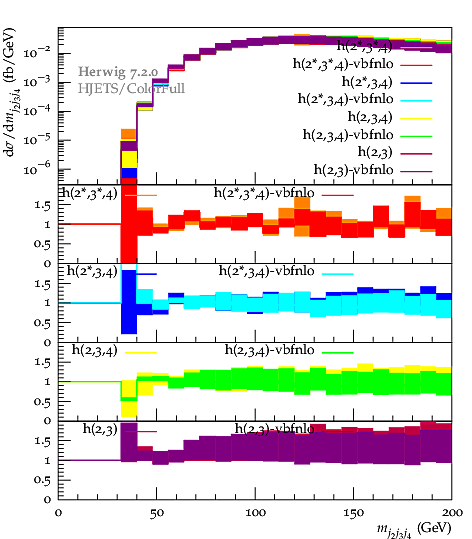 dσ/dm_{j2j3j4} (fb/GeV)
10^{−2}
10^{−3}
10^{−4}
10^{−5}
10^{−6}
Herwig 7.2.0
HJETS/ColorFull
h(2*,3*,4)
h(2*,3*,4)-vbfnlo
h(2*,3,4)
h(2*,3,4)-vbfnlo
h(2,3,4)
h(2,3,4)-vbfnlo
h(2,3)
h(2,3)-vbfnlo
h(2*,3*,4) h(2*,3*,4)-vbfnlo
1.5
1
0.5
0
h(2*,3,4) h(2*,3,4)-vbfnlo
1.5
1
0.5
0
h(2,3,4) h(2,3,4)-vbfnlo
1.5
1
0.5
0
h(2,3) h(2,3)-vbfnlo
1.5
1
0.5
0
0 50 100 150 200
m_{j2j3j4} (GeV)